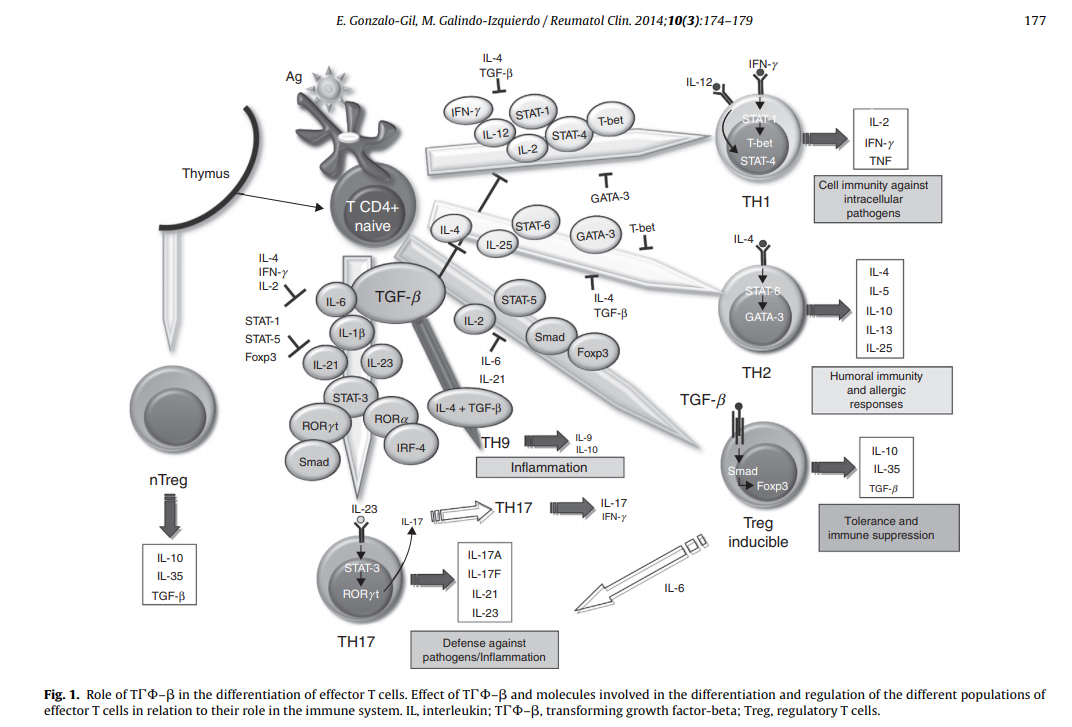 E. Gonzalo-Gil, M. Galindo-Izquierdo / Reumatol Clin. 2014;10(3):174–179
177
Ag
Thymus
T CD4+
naive
IL-4
TGF-β
IFN-γ
STAT-1
IL-12
STAT-4
T-bet
IL-2
GATA-3
IL-12
IFN-γ
STAT-1
T-bet
STAT-4
TH1
IL-2
IFN-γ
TNF
Cell immunity against
intracellular
pathogens
IL-4
IL-25
STAT-6
GATA-3
T-bet
IL-4
TGF-β
IL-4
STAT-6
GATA-3
TH2
IL-4
IL-5
IL-10
IL-13
IL-25
Humoral immunity
and allergic
responses
TGF-β
IL-2
STAT-5
Smad
Foxp3
IL-6
IL-21
TGF-β
Smad
Foxp3
Treg
inducible
IL-10
IL-35
TGF-β
Tolerance and
immune suppression
IL-4
IFN-γ
IL-2
STAT-1
STAT-5
Foxp3
IL-6
IL-1β
IL-21
IL-23
STAT-3
RORγt
RORα
Smad
IRF-4
IL-4 + TGF-β
TH9
IL-9
IL-10
Inflammation
nTreg
IL-10
IL-35
TGF-β
IL-23
IL-17
STAT-3
RORγt
TH17
IL-17A
IL-17F
IL-21
IL-23
Defense against
pathogens/Inflammation
TH17
IL-17
IFN-γ
IL-6
Fig. 1. Role of TΓΦ–β in the differentiation of effector T cells. Effect of TΓΦ–β and molecules involved in the differentiation and regulation of the different populations of
effector T cells in relation to their role in the immune system. IL, interleukin; TΓΦ–β, transforming growth factor-beta; Treg, regulatory T cells.